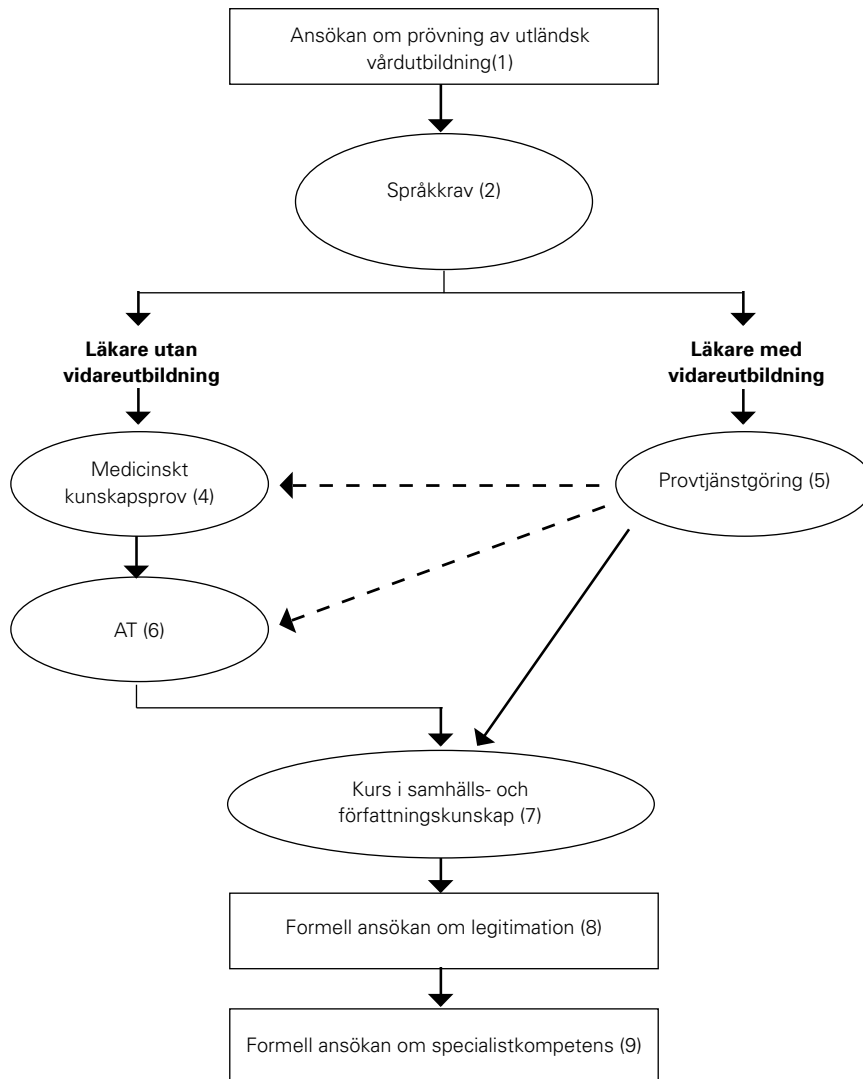 Ansökan om prövning av utländsk
vårdutbildning(1)
Språkkrav (2)
Läkare utan
vidareutbildning
Läkare med
vidareutbildning
Medicinskt
kunskapsprov (4)
Provtjänstgöring (5)
AT (6)
Kurs i samhälls- och
författningskunskap (7)
Formell ansökan om legitimation (8)
Formell ansökan om specialistkompetens (9)